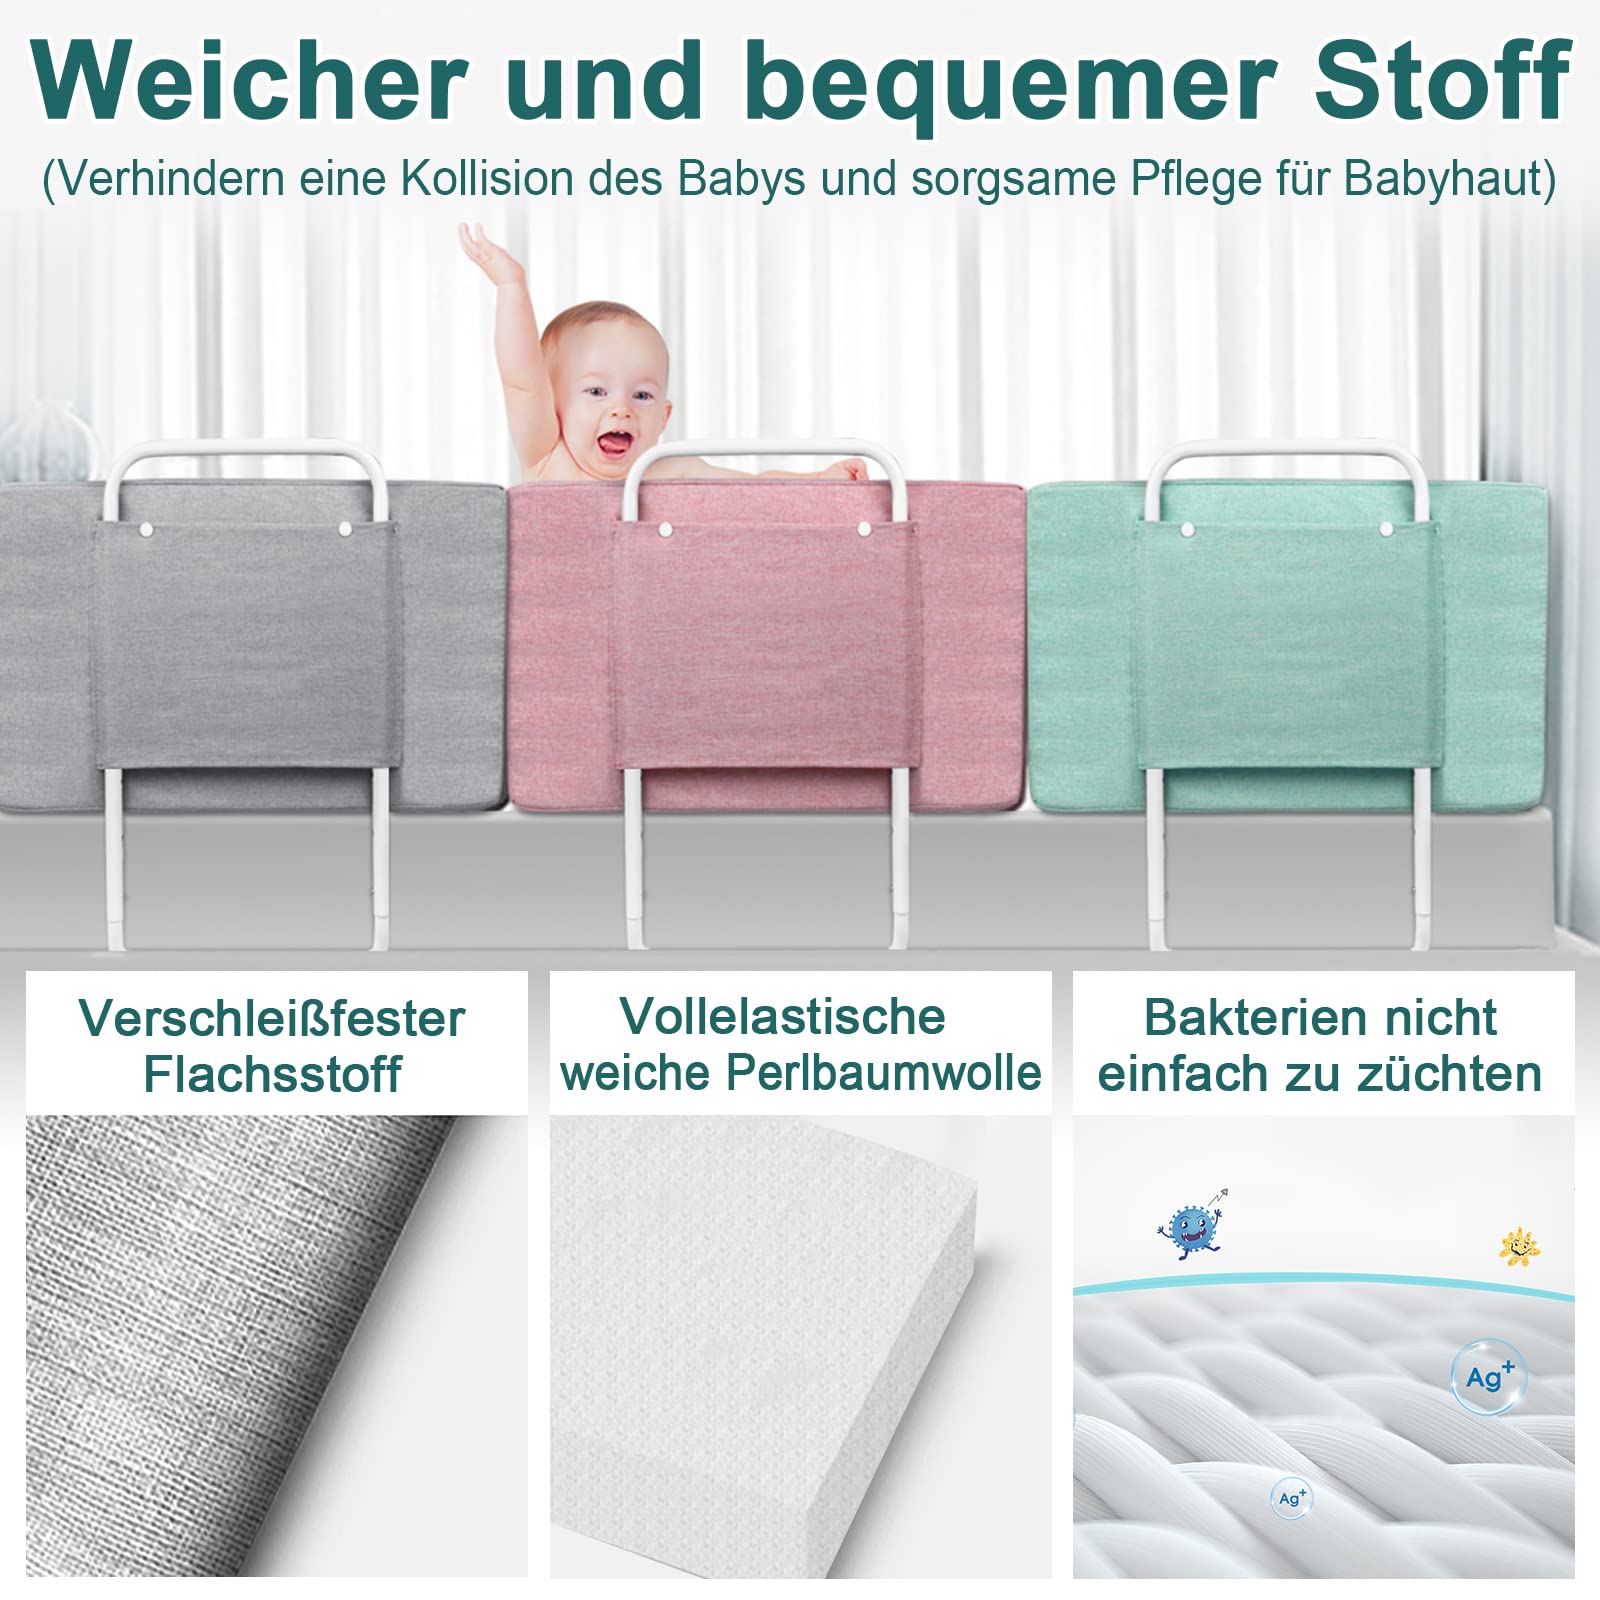 Weicher und bequemer Stoff
(Verhindern eine Kollision des Babys und sorgsame Pflege für Babyhaut)
Verschleißfester
Flachsstoff
Vollelastische
weiche Perlbaumwolle
Bakterien nicht
einfach zu züchten
Ag+
Ag+